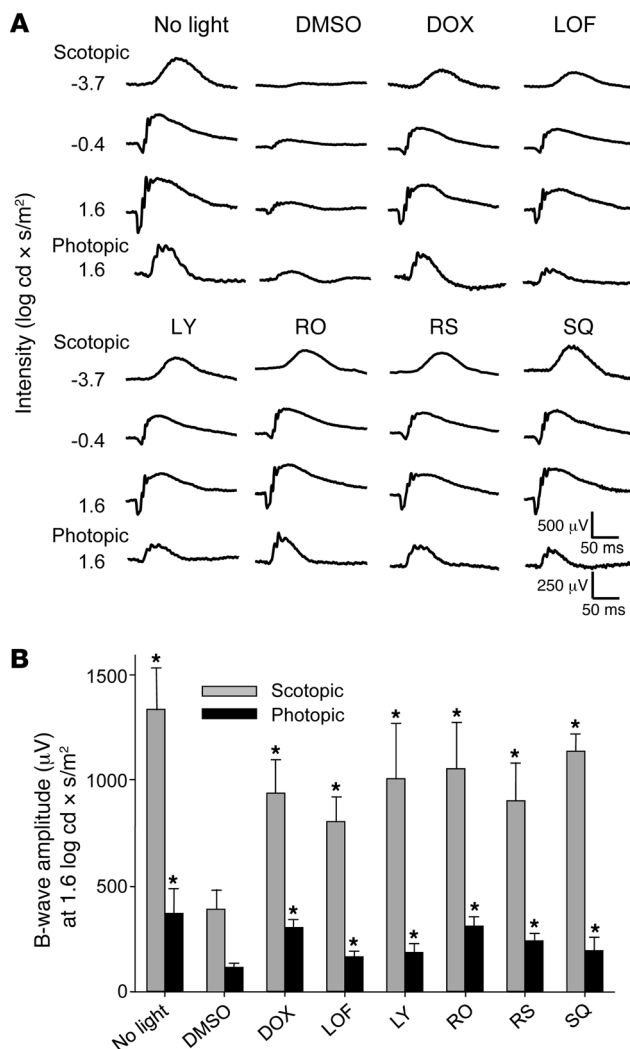 A
No light DMSO DOX LOF
Scotopic
-3.7
-0.4
1.6
Photopic
1.6
Intensity (log cd × s/m²)
LY RO RS SQ
Scotopic
-3.7
-0.4
1.6
500 μV
50 ms
Photopic
1.6
250 μV
50 ms
B
B-wave amplitude (μV)
at 1.6 log cd × s/m²
1500
1000
500
0
Scotopic
Photopic
* * * * * * *
* * * * * * *
No light DMSO DOX LOF LY RO RS SQ